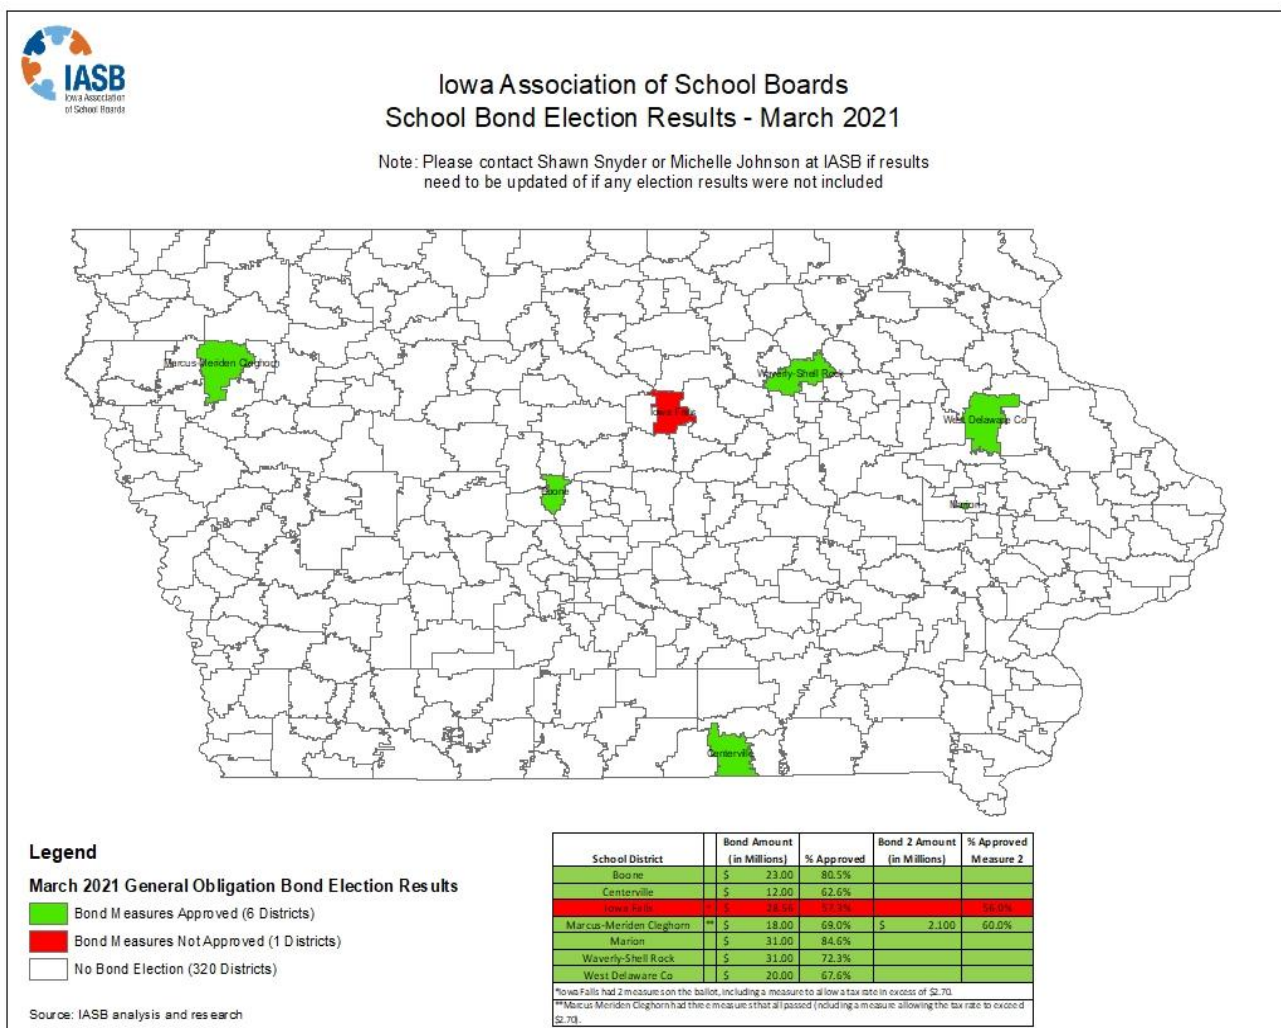 IASB
Iowa Association
of School Boards
Iowa Association of School Boards
School Bond Election Results - March 2021
Note: Please contact Shawn Snyder or Michelle Johnson at IASB if results
need to be updated of if any election results were not included
Marcus Meriden Cleghorn
Waverly-Shell Rock
Iowa Falls
West Delaware Co
Boone
Marion
Centerville
Legend
March 2021 General Obligation Bond Election Results
Bond Measures Approved (6 Districts)
Bond Measures Not Approved (1 Districts)
No Bond Election (320 Districts)
Source: IASB analysis and research
Bond Amount Bond 2 Amount % Approved
School District (in Millions) % Approved (in Millions) Measure 2
Boone $ 23.00 80.5%
Centerville $ 12.00 62.6%
Iowa Falls * $ 28.56 57.3% 56.0%
Marcus-Meriden Cleghorn ** $ 18.00 69.0% $ 2.100 60.0%
Marion $ 31.00 84.6%
Waverly-Shell Rock $ 31.00 72.3%
West Delaware Co $ 20.00 67.6%
*Iowa Falls had 2 measures on the ballot, including a measure to allow a tax rate in excess of $2.70.
**Marcus Meriden Cleghorn had three measures that all passed (including a measure allowing the tax rate to exceed
$2.70).